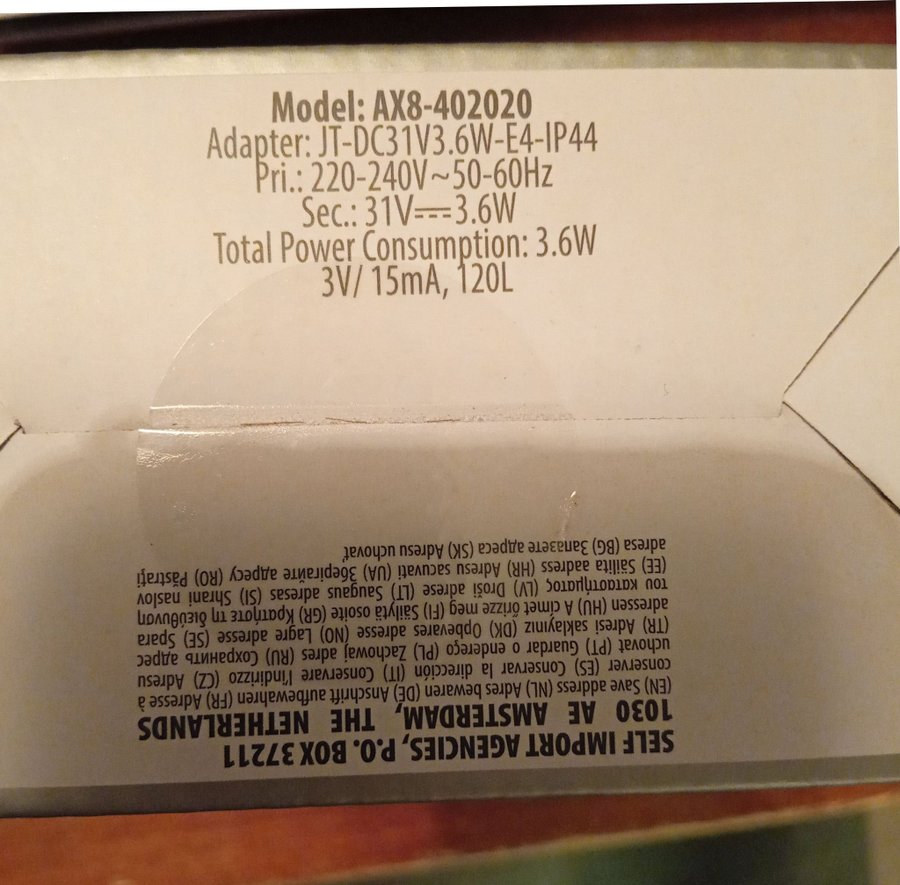 Model: AX8-402020
Adapter: JT-DC31V3.6W-E4-IP44
Pri.: 220-240V~50-60Hz
Sec.: 31V⎓3.6W
Total Power Consumption: 3.6W
3V/ 15mA, 120L
SELF IMPORT AGENCIES, P.O. BOX 37211
1030 AE AMSTERDAM, THE NETHERLANDS
(EN) Save address (NL) Adres bewaren (DE) Anschrift aufbewahren (FR) Adresse à
conserver (ES) Conservar la dirección (IT) Conservare l'indirizzo (CZ) Adresu
uchovat (PT) Guardar o endereço (PL) Zachowaj adres (RU) Сохранить адрес
(TR) Adresi saklayiniz (DK) Opbevares adresse (NO) Lagre adresse (SE) Spara
adressen (HU) A címet őrizze meg (FI) Säilytä osoite (GR) Κρατήστε τη διεύθυνση
του καταστήματος (LV) Droši adrese (LT) Saugaus adresas (SI) Shrani naslov
(EE) Säilita aadress (HR) Adresu sacuvati (UA) Зберігайте адресу (RO) Păstrați
adresa (BG) Запазете адреса (SK) Adresu uchovať